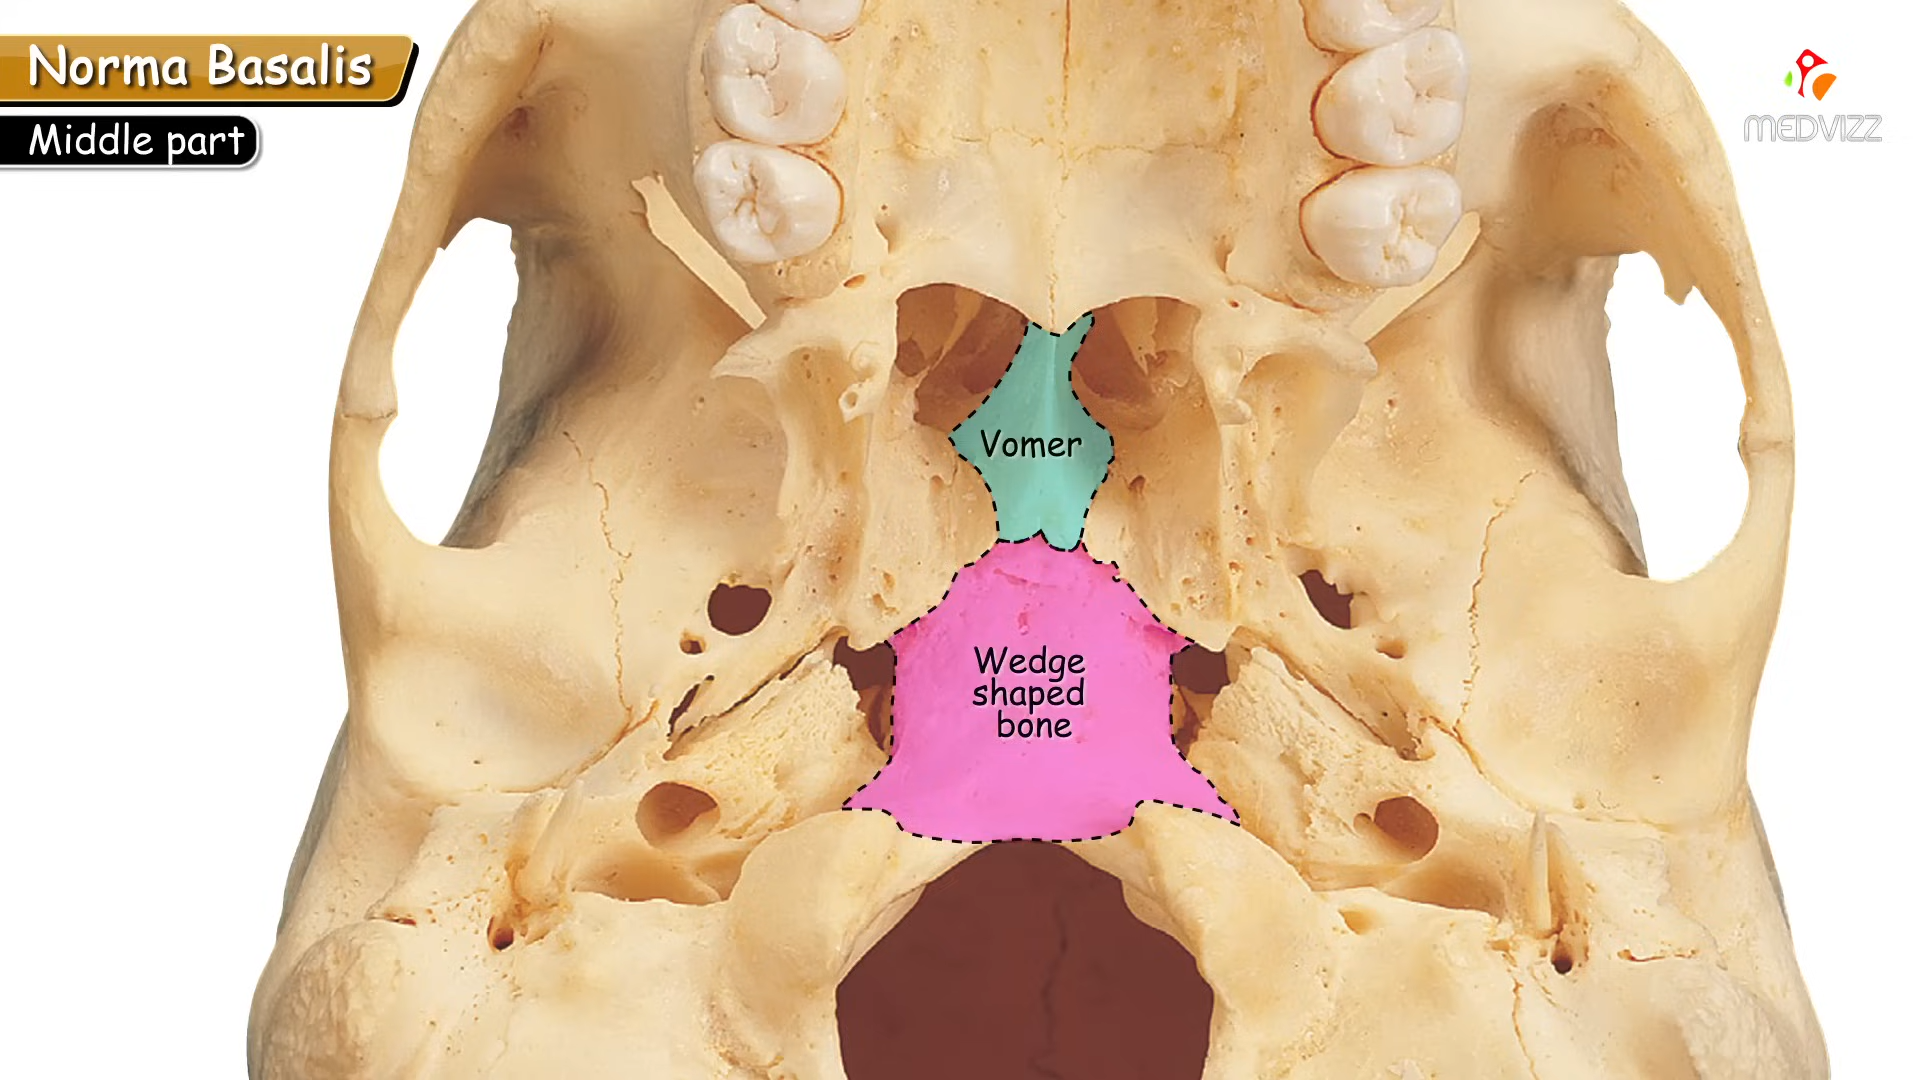 Norma Basalis
Middle part
MEDVIZZ
Vomer
Wedge
shaped
bone